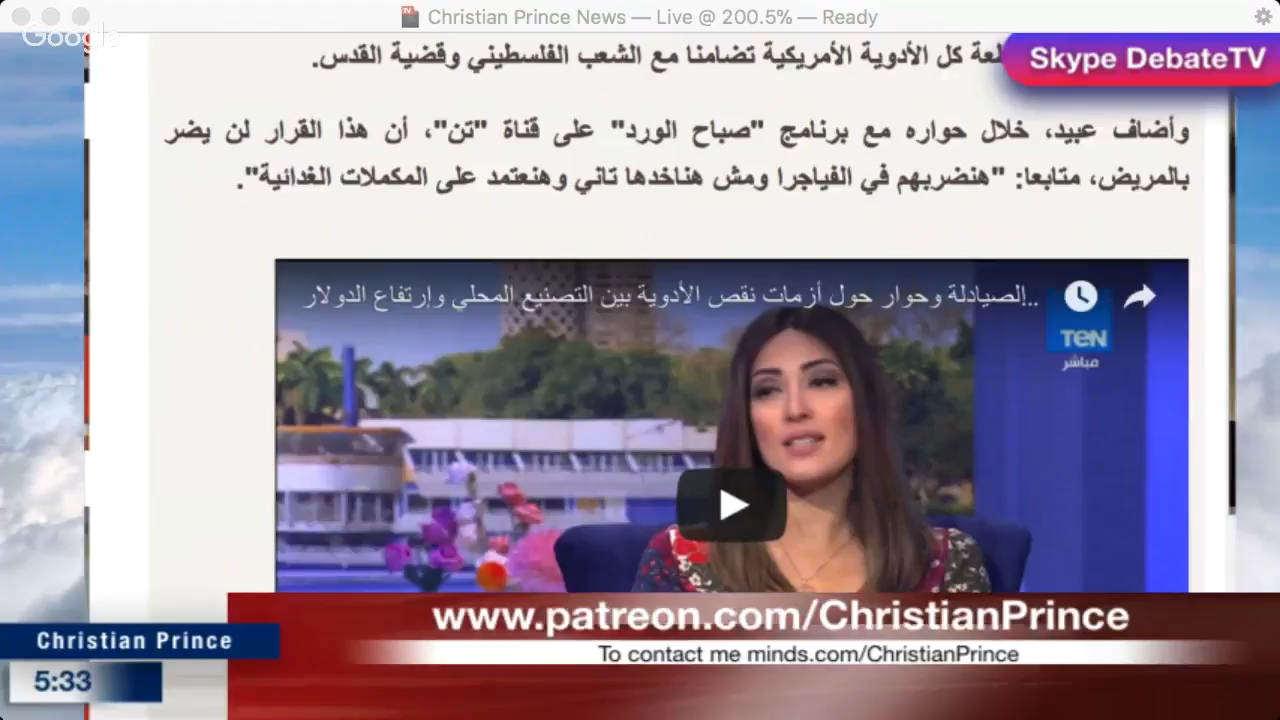 Christian Prince News — Live @ 200.5% — Ready
Google
Skype DebateTV
كل الأدوية الأمريكية تضامنا مع الشعب الفلسطيني وقضية القدس.
وأضاف عبيد، خلال حواره مع برنامج "صباح الورد" على قناة "تن"، أن هذا القرار لن يضر
بالمريض، متابعا: "هنضربهم في الفياجرا ومش هناخدها تاني وهنعتمد على المكملات الغدائية".
الصيادلة وحوار حول أزمات نقص الأدوية بين التصنيع المحلي وإرتفاع الدولار..
TEN
مباشر
www.patreon.com/ChristianPrince
Christian Prince
To contact me minds.com/ChristianPrince
5:33